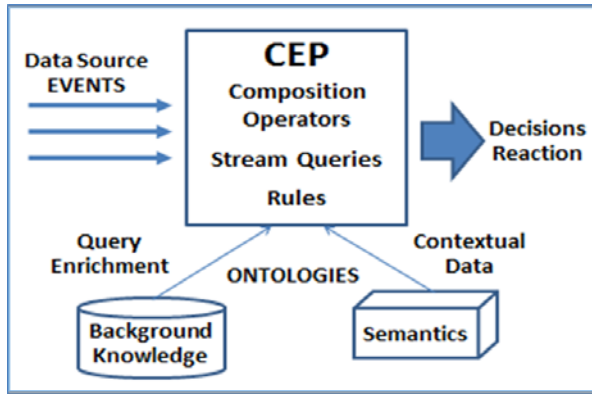 Data Source
EVENTS
CEP
Composition
Operators
Stream Queries
Rules
Decisions
Reaction
Query
Enrichment
ONTOLOGIES
Contextual
Data
Background
Knowledge
Semantics